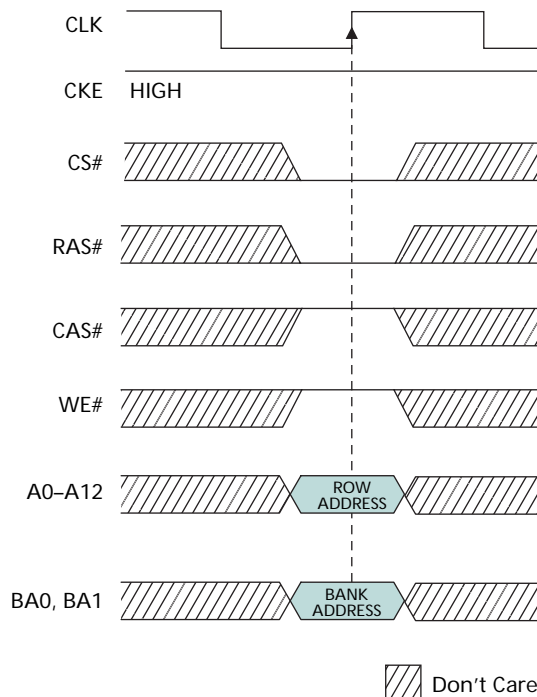 CLK
CKE HIGH
CS#
RAS#
CAS#
WE#
A0–A12 ROW
ADDRESS
BA0, BA1 BANK
ADDRESS
Don't Care